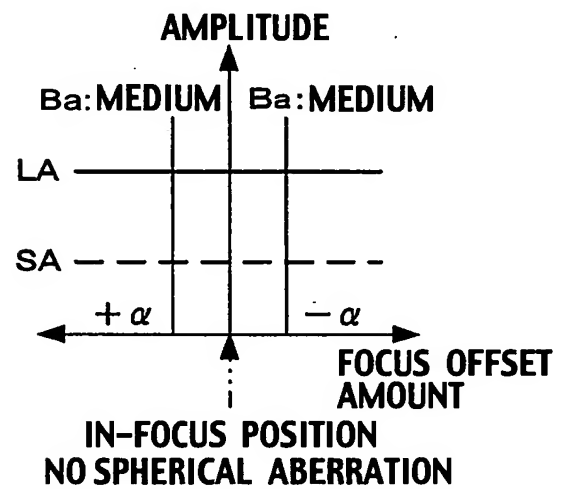 AMPLITUDE
Ba:MEDIUM Ba:MEDIUM
LA
SA
+α −α
FOCUS OFFSET
AMOUNT
IN-FOCUS POSITION
NO SPHERICAL ABERRATION